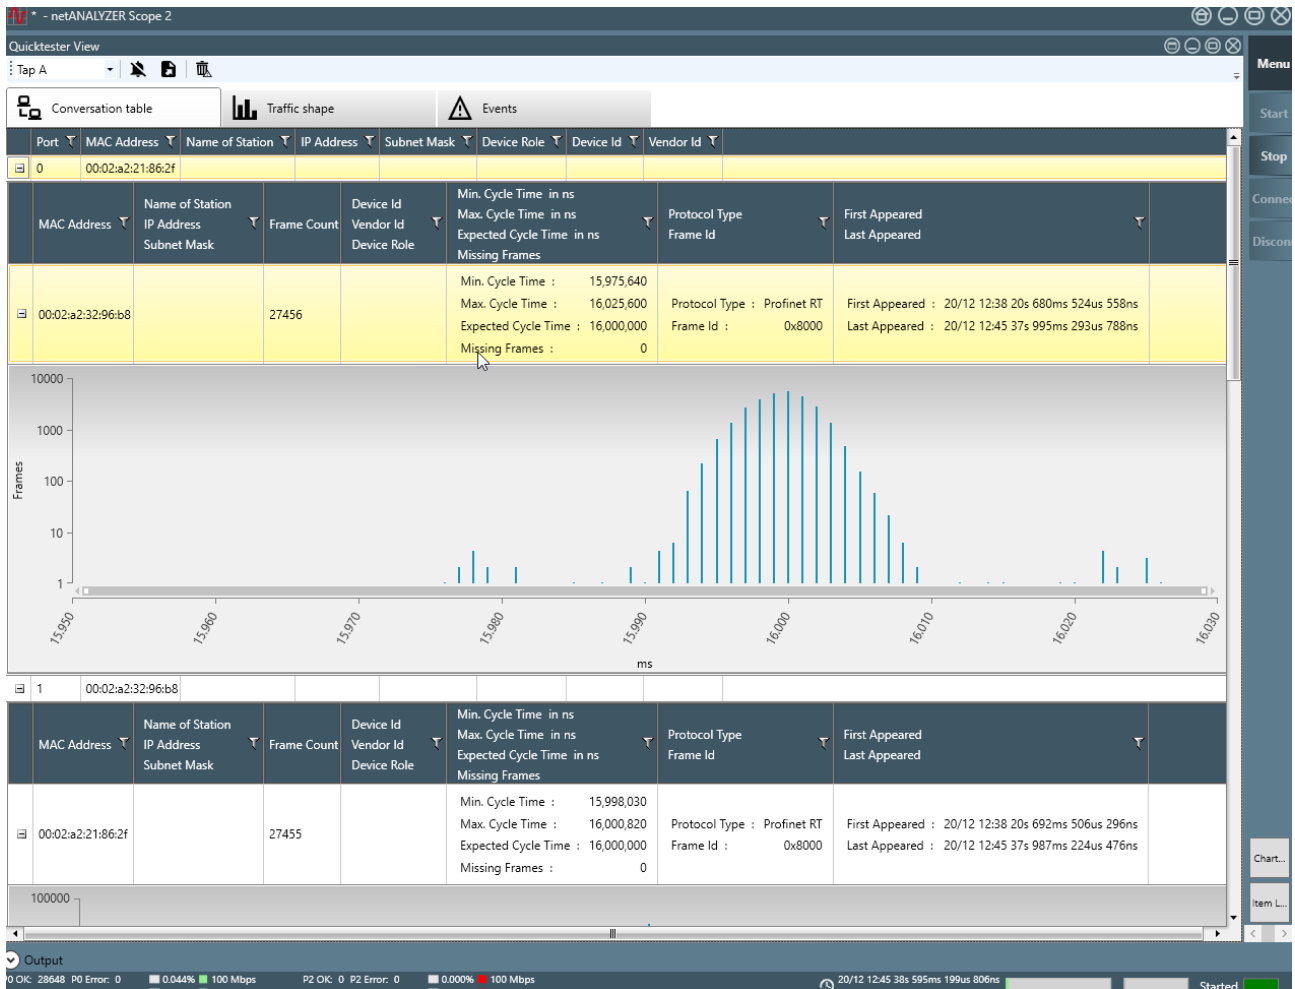 * - netANALYZER Scope 2
Quicktester View
Tap A
Menu
Conversation table
Traffic shape
Events
Start
Stop
Connec
Discon
Port
MAC Address
Name of Station
IP Address
Subnet Mask
Device Role
Device Id
Vendor Id
0
00:02:a2:21:86:2f
MAC Address
Name of Station
IP Address
Subnet Mask
Frame Count
Device Id
Vendor Id
Device Role
Min. Cycle Time in ns
Max. Cycle Time in ns
Expected Cycle Time in ns
Missing Frames
Protocol Type
Frame Id
First Appeared
Last Appeared
00:02:a2:32:96:b8
27456
Min. Cycle Time : 15,975,640
Max. Cycle Time : 16,025,600
Expected Cycle Time : 16,000,000
Missing Frames : 0
Protocol Type : Profinet RT
Frame Id : 0x8000
First Appeared : 20/12 12:38 20s 680ms 524us 558ns
Last Appeared : 20/12 12:45 37s 995ms 293us 788ns
10000
1000
100
10
1
Frames
15.950
15.960
15.970
15.980
15.990
16.000
16.010
16.020
16.030
ms
1
00:02:a2:32:96:b8
MAC Address
Name of Station
IP Address
Subnet Mask
Frame Count
Device Id
Vendor Id
Device Role
Min. Cycle Time in ns
Max. Cycle Time in ns
Expected Cycle Time in ns
Missing Frames
Protocol Type
Frame Id
First Appeared
Last Appeared
00:02:a2:21:86:2f
27455
Min. Cycle Time : 15,998,030
Max. Cycle Time : 16,000,820
Expected Cycle Time : 16,000,000
Missing Frames : 0
Protocol Type : Profinet RT
Frame Id : 0x8000
First Appeared : 20/12 12:38 20s 692ms 506us 296ns
Last Appeared : 20/12 12:45 37s 987ms 224us 476ns
100000
Chart...
Item L...
Output
P0 OK: 28648 P0 Error: 0
0.044%
100 Mbps
P2 OK: 0 P2 Error: 0
0.000%
100 Mbps
20/12 12:45 38s 595ms 199us 806ns
Started